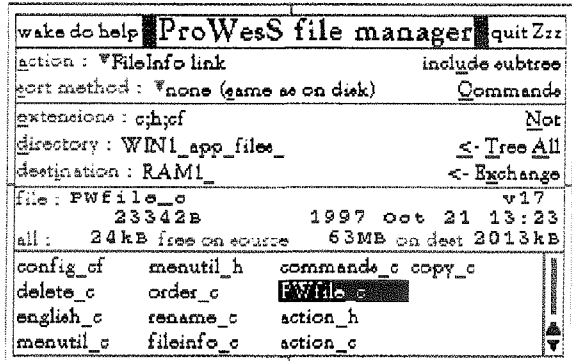 wake do help ProWesS file manager quit Zzz
action : ▼FileInfo link include subtree
sort method : ▼none (same as on disk) Commands
extensions : c;h;cf Not
directory : WIN1_app_files_ <- Tree All
destination : RAM1_ <- Exchange
file : PWfile_c v17
23342B 1997 Oct 21 13:23
all : 24kB free on source 63MB on dest 2013kB
config_cf menutil_h commands_c copy_c
delete_c order_c PWfile_c
english_c rename_c action_h
menutil_c fileinfo_c action_c